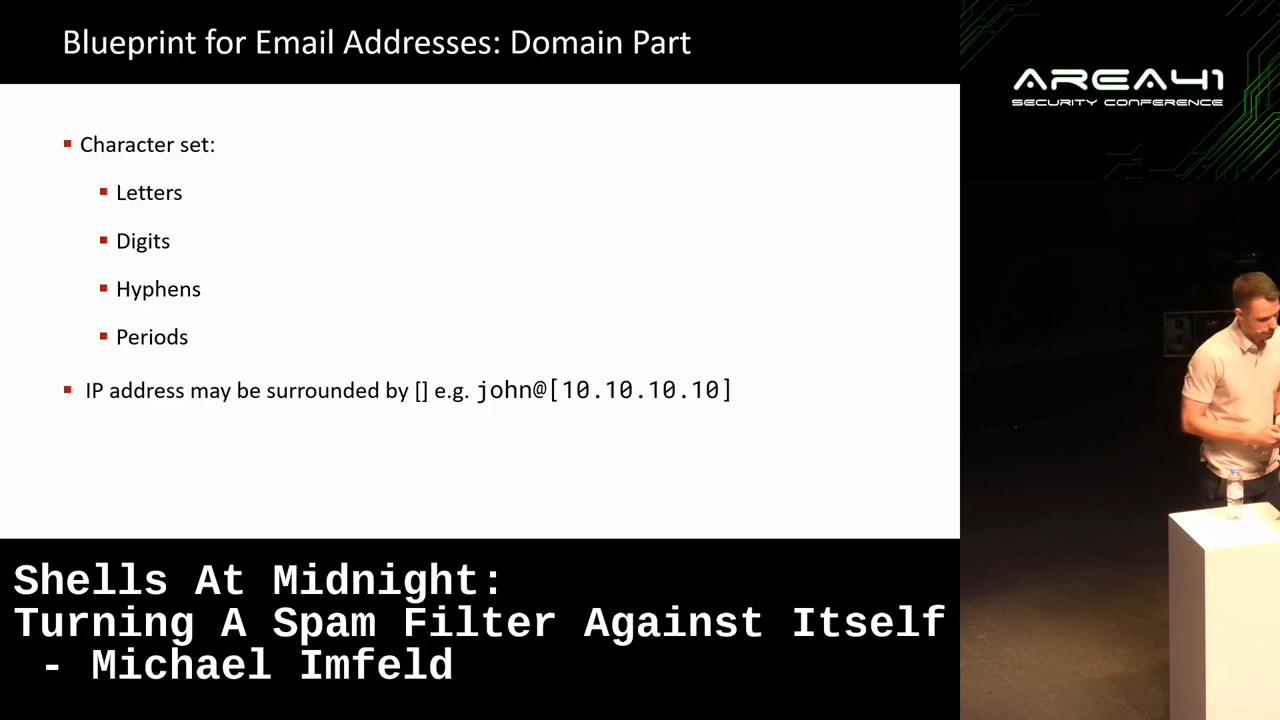 Blueprint for Email Addresses: Domain Part
AREA41
SECURITY CONFERENCE
Character set:
Letters
Digits
Hyphens
Periods
IP address may be surrounded by [] e.g. john@[10.10.10.10]
Shells At Midnight:
Turning A Spam Filter Against Itself
- Michael Imfeld